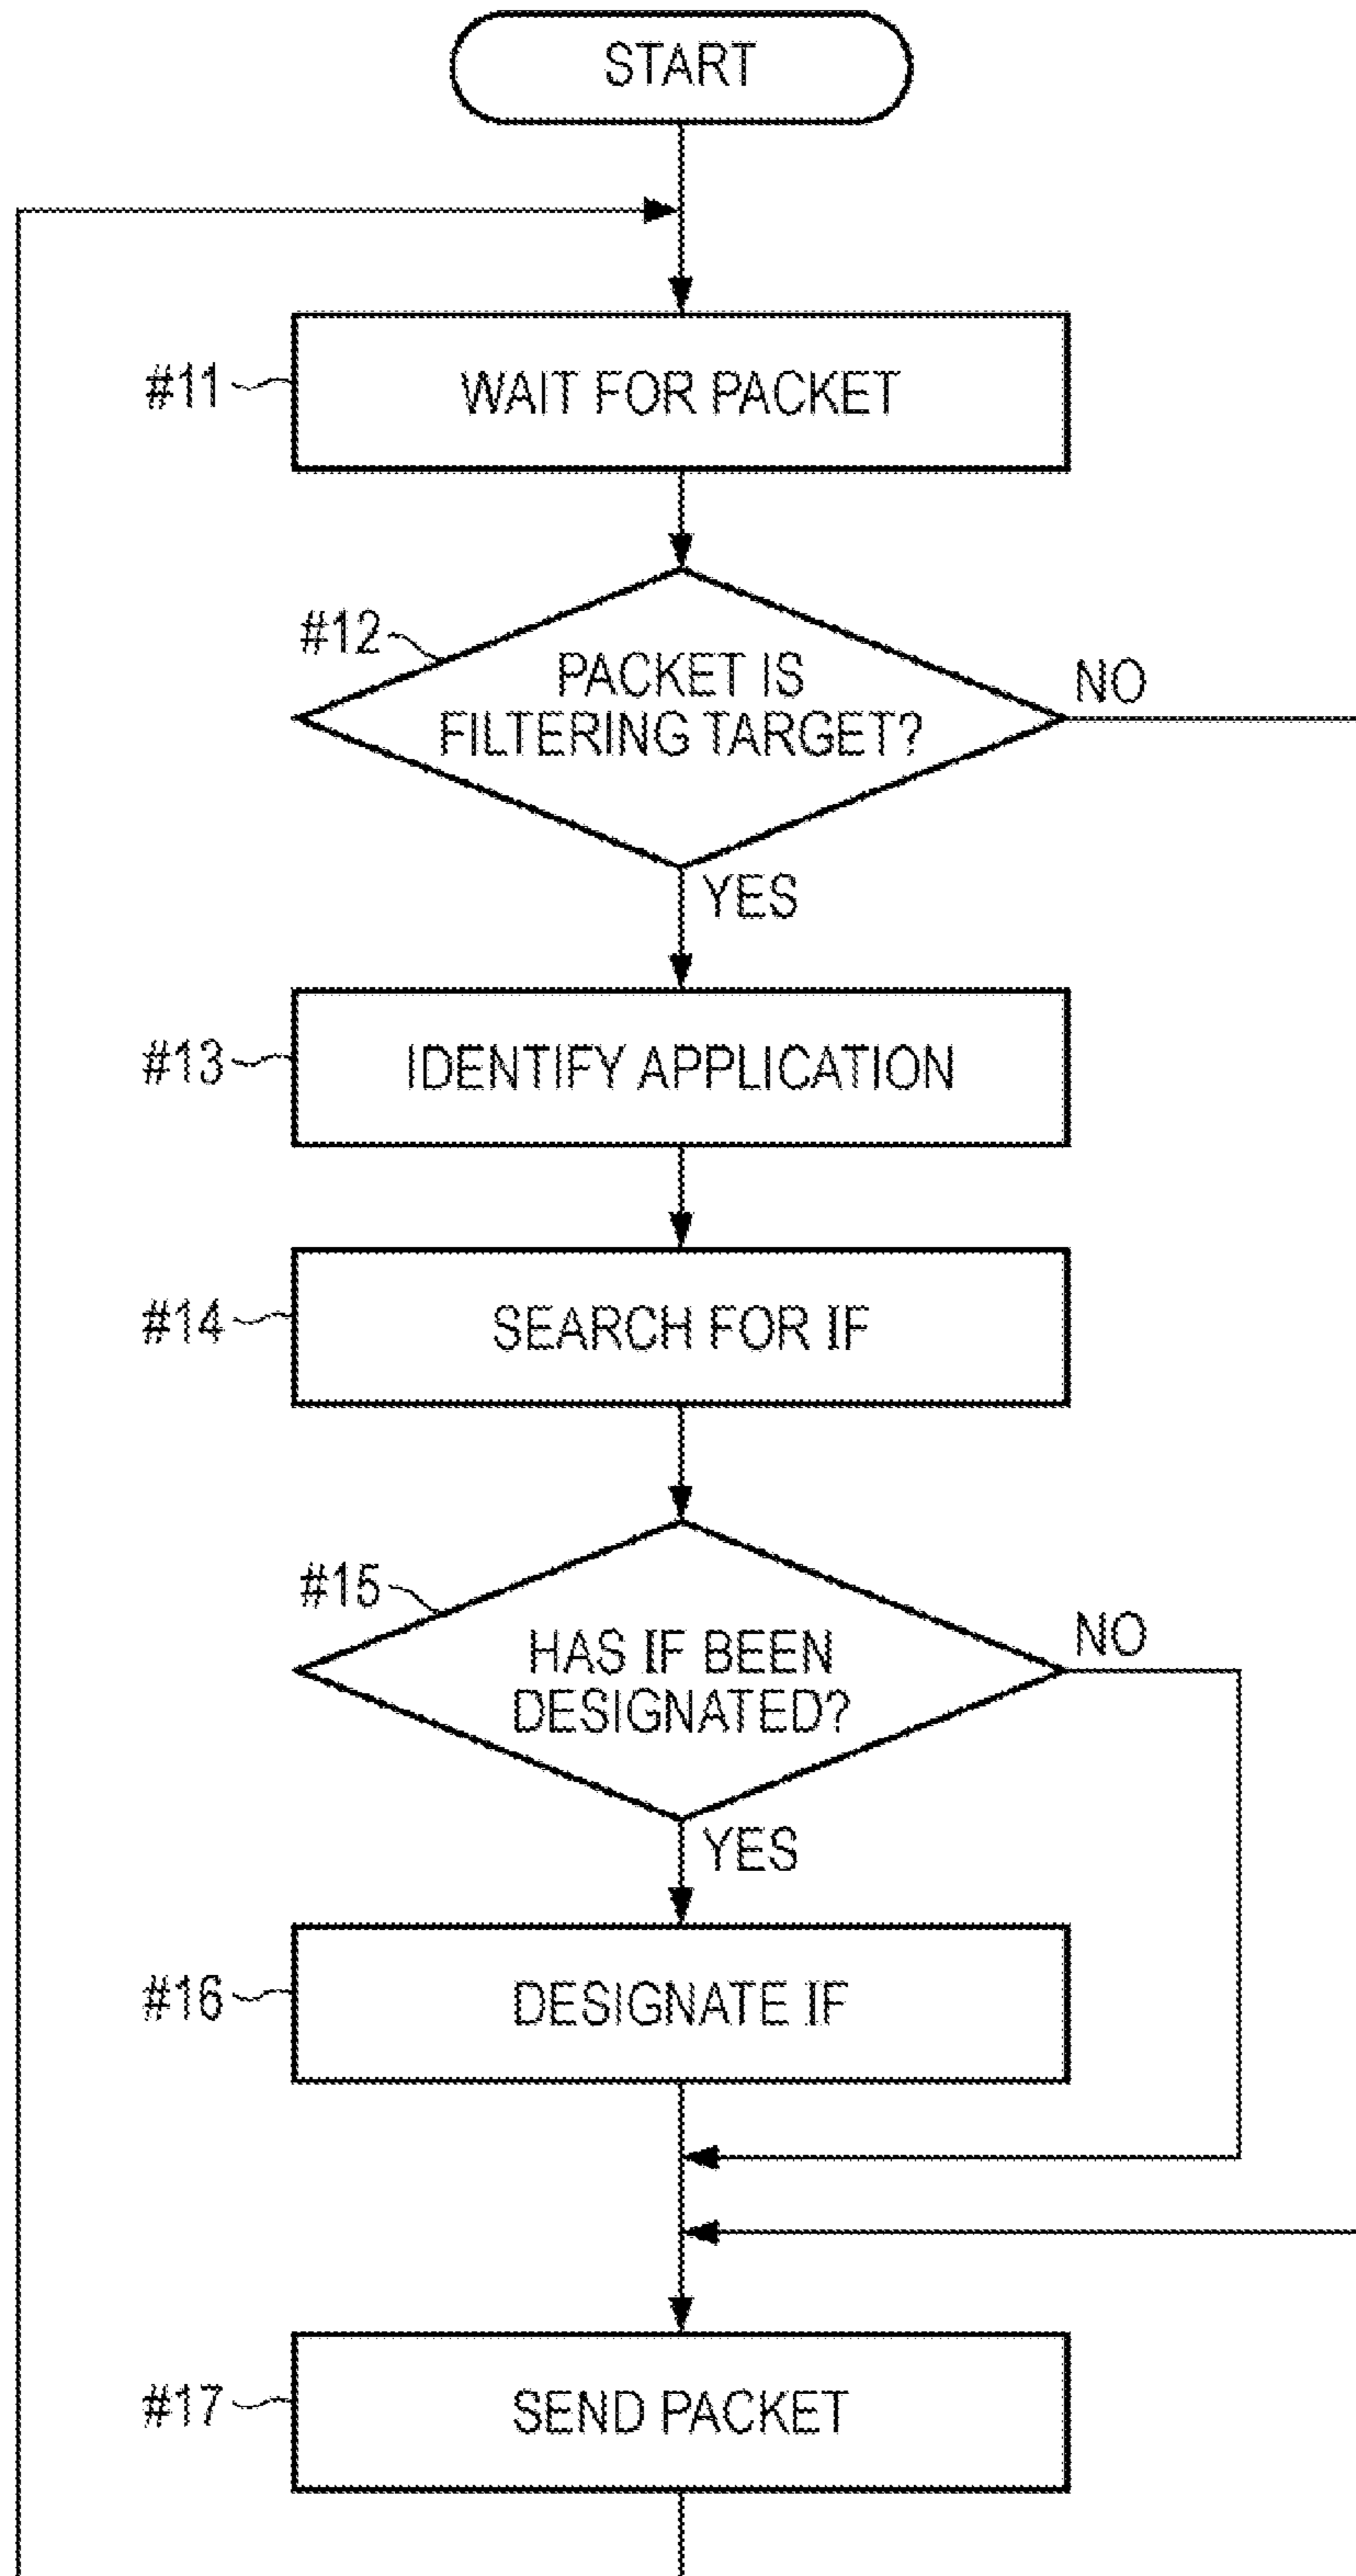 START
#11
WAIT FOR PACKET
#12
PACKET IS
FILTERING TARGET?
NO
YES
#13
IDENTIFY APPLICATION
#14
SEARCH FOR IF
#15
HAS IF BEEN
DESIGNATED?
NO
YES
#16
DESIGNATE IF
#17
SEND PACKET